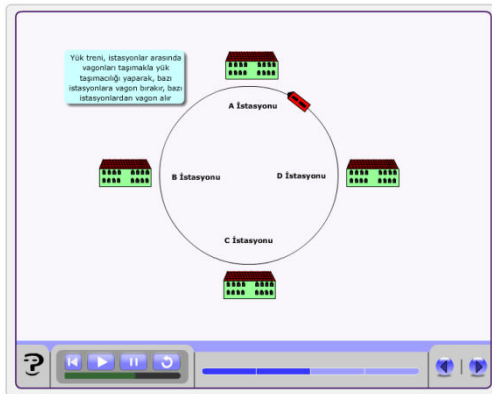 Yük treni, istasyonlar arasında
vagonları taşımakla yük
taşımacılığı yaparak, bazı
istasyonlara vagon bırakır, bazı
istasyonlardan vagon alır
A İstasyonu
B İstasyonu
D İstasyonu
C İstasyonu
?